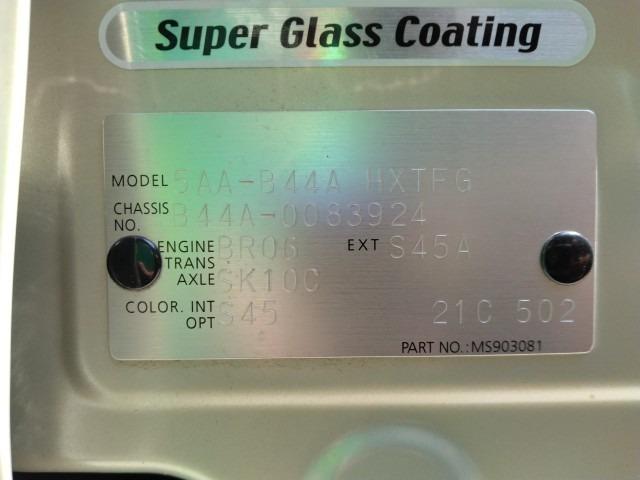 Super Glass Coating
MODEL 5AA-B44A HXTFG
CHASSIS NO. B44A-0083924
ENGINE BR06 EXT S45A
TRANS AXLE SK10C
COLOR. INT S45 21C 502
OPT
PART NO.: MS903081